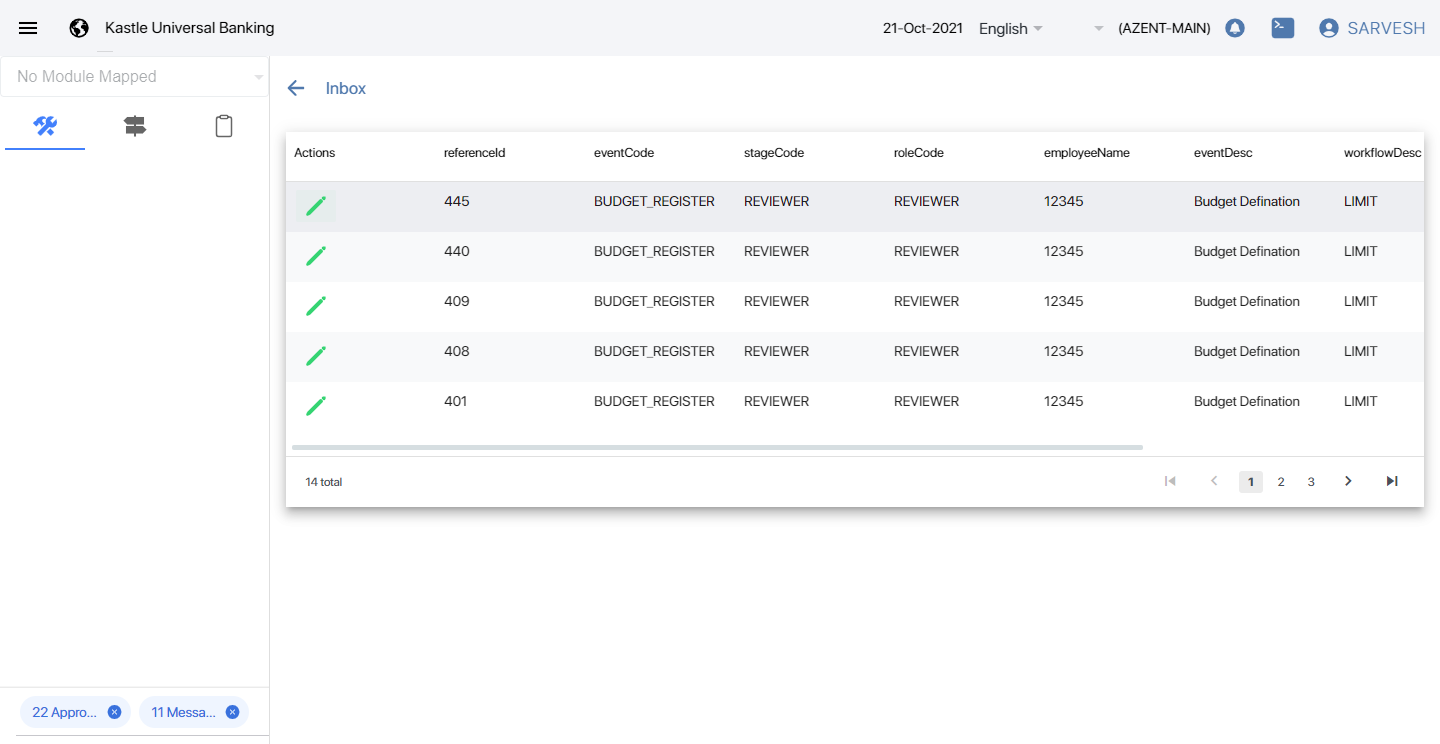 Kastle Universal Banking 21-Oct-2021 English (AZENT-MAIN) SARVESH
No Module Mapped
Inbox
Actions referenceId eventCode stageCode roleCode employeeName eventDesc workflowDesc
445 BUDGET_REGISTER REVIEWER REVIEWER 12345 Budget Defination LIMIT
440 BUDGET_REGISTER REVIEWER REVIEWER 12345 Budget Defination LIMIT
409 BUDGET_REGISTER REVIEWER REVIEWER 12345 Budget Defination LIMIT
408 BUDGET_REGISTER REVIEWER REVIEWER 12345 Budget Defination LIMIT
401 BUDGET_REGISTER REVIEWER REVIEWER 12345 Budget Defination LIMIT
14 total 1 2 3
22 Appro... 11 Messa...